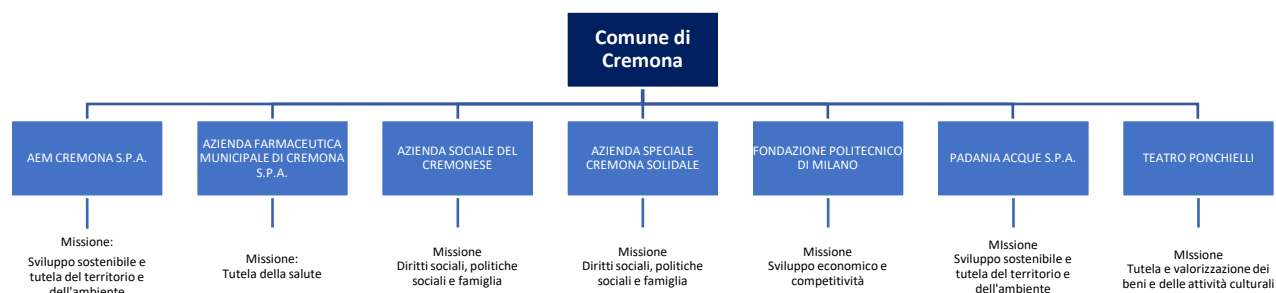 Comune di
Cremona
AEM CREMONA S.P.A.
AZIENDA FARMACEUTICA
MUNICIPALE DI CREMONA
S.P.A.
AZIENDA SOCIALE DEL
CREMONESE
AZIENDA SPECIALE
CREMONA SOLIDALE
FONDAZIONE POLITECNICO
DI MILANO
PADANIA ACQUE S.P.A.
TEATRO PONCHIELLI
Missione:
Sviluppo sostenibile e
tutela del territorio e
dell'ambiente
Missione:
Tutela della salute
Missione
Diritti sociali, politiche
sociali e famiglia
Missione
Diritti sociali, politiche
sociali e famiglia
Missione
Sviluppo economico e
competitività
MIssione
Sviluppo sostenibile e
tutela del territorio e
dell'ambiente
MIssione
Tutela e valorizzazione dei
beni e delle attività culturali